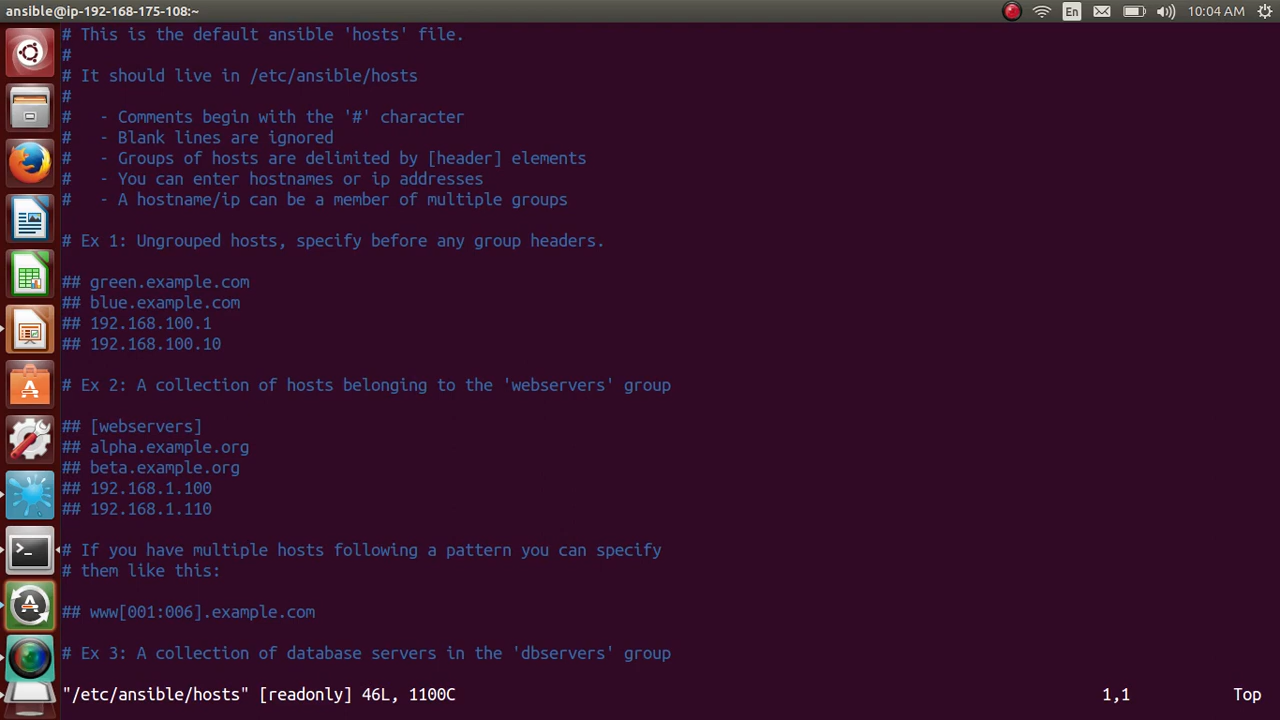 ansible@ip-192-168-175-108:~
En
10:04 AM
# This is the default ansible 'hosts' file.
#
# It should live in /etc/ansible/hosts
#
#   - Comments begin with the '#' character
#   - Blank lines are ignored
#   - Groups of hosts are delimited by [header] elements
#   - You can enter hostnames or ip addresses
#   - A hostname/ip can be a member of multiple groups
# Ex 1: Ungrouped hosts, specify before any group headers.
## green.example.com
## blue.example.com
## 192.168.100.1
## 192.168.100.10
# Ex 2: A collection of hosts belonging to the 'webservers' group
## [webservers]
## alpha.example.org
## beta.example.org
## 192.168.1.100
## 192.168.1.110
# If you have multiple hosts following a pattern you can specify
# them like this:
## www[001:006].example.com
# Ex 3: A collection of database servers in the 'dbservers' group
"/etc/ansible/hosts" [readonly] 46L, 1100C
1,1
Top